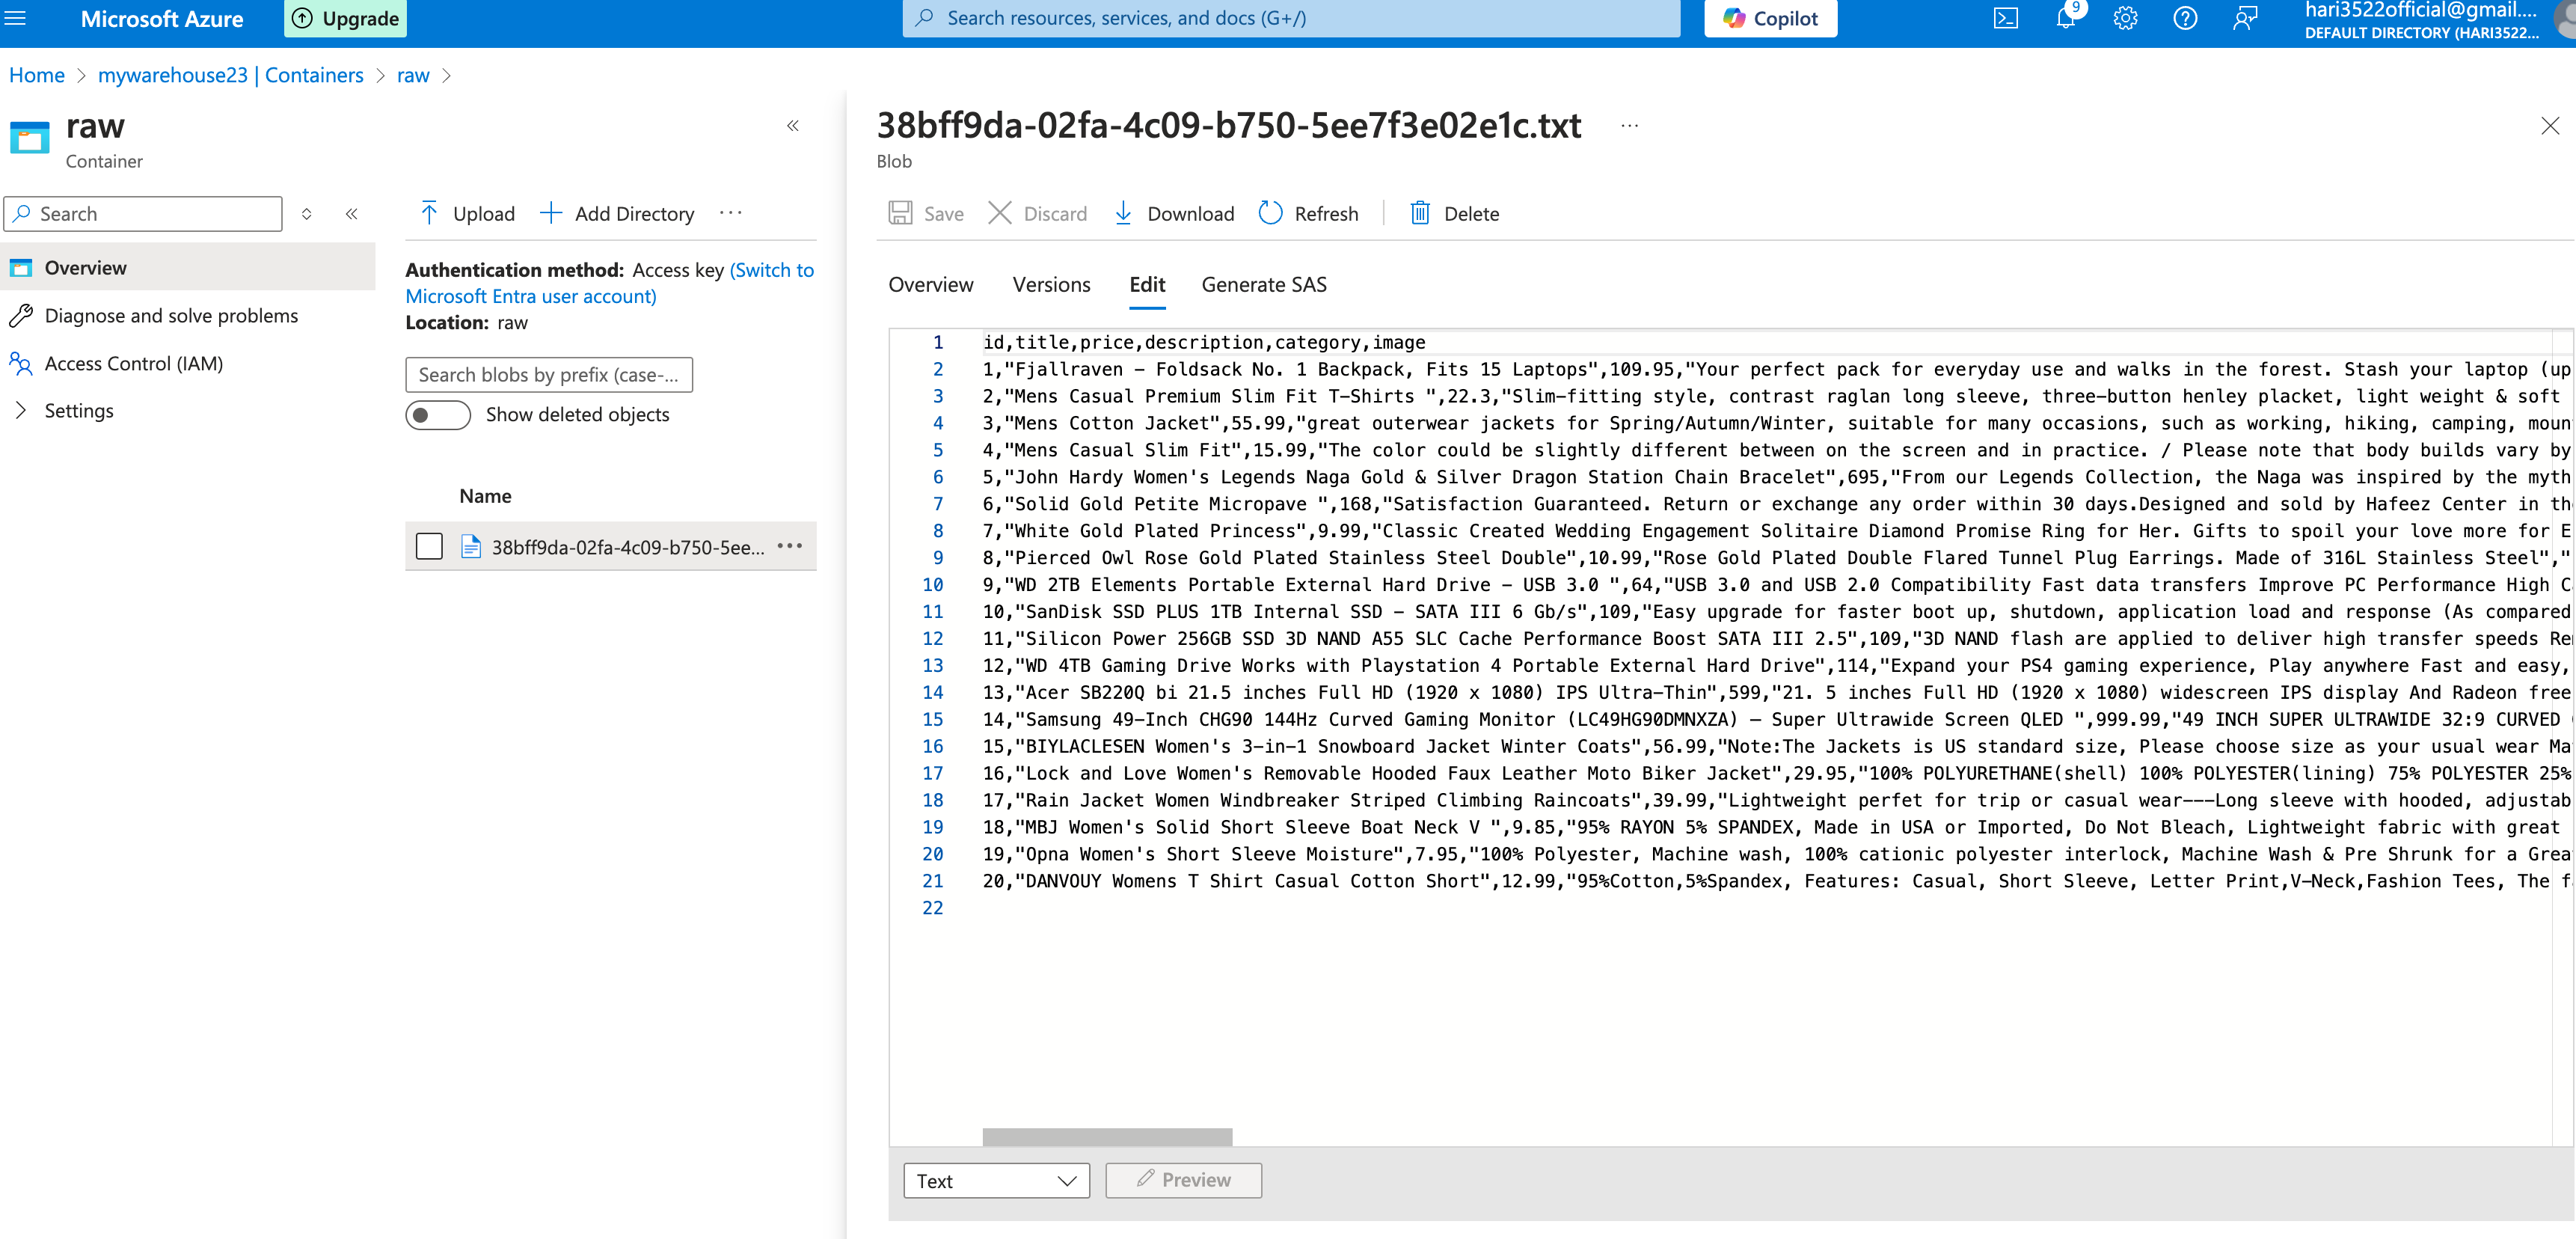 Microsoft Azure
Upgrade
Search resources, services, and docs (G+/)
Copilot
9
hari3522official@gmail....
DEFAULT DIRECTORY (HARI3522...
Home > mywarehouse23 | Containers > raw >
raw
Container
Search
Overview
Diagnose and solve problems
Access Control (IAM)
Settings
Upload
Add Directory
Authentication method: Access key (Switch to
Microsoft Entra user account)
Location: raw
Search blobs by prefix (case-...
Show deleted objects
Name
38bff9da-02fa-4c09-b750-5ee...
38bff9da-02fa-4c09-b750-5ee7f3e02e1c.txt
Blob
Save
Discard
Download
Refresh
Delete
Overview
Versions
Edit
Generate SAS
1 id,title,price,description,category,image
2 1,"Fjallraven - Foldsack No. 1 Backpack, Fits 15 Laptops",109.95,"Your perfect pack for everyday use and walks in the forest. Stash your laptop (up
3 2,"Mens Casual Premium Slim Fit T-Shirts ",22.3,"Slim-fitting style, contrast raglan long sleeve, three-button henley placket, light weight & soft
4 3,"Mens Cotton Jacket",55.99,"great outerwear jackets for Spring/Autumn/Winter, suitable for many occasions, such as working, hiking, camping, moun
5 4,"Mens Casual Slim Fit",15.99,"The color could be slightly different between on the screen and in practice. / Please note that body builds vary by
6 5,"John Hardy Women's Legends Naga Gold & Silver Dragon Station Chain Bracelet",695,"From our Legends Collection, the Naga was inspired by the myth
7 6,"Solid Gold Petite Micropave ",168,"Satisfaction Guaranteed. Return or exchange any order within 30 days.Designed and sold by Hafeez Center in th
8 7,"White Gold Plated Princess",9.99,"Classic Created Wedding Engagement Solitaire Diamond Promise Ring for Her. Gifts to spoil your love more for E
9 8,"Pierced Owl Rose Gold Plated Stainless Steel Double",10.99,"Rose Gold Plated Double Flared Tunnel Plug Earrings. Made of 316L Stainless Steel","
10 9,"WD 2TB Elements Portable External Hard Drive - USB 3.0 ",64,"USB 3.0 and USB 2.0 Compatibility Fast data transfers Improve PC Performance High C
11 10,"SanDisk SSD PLUS 1TB Internal SSD - SATA III 6 Gb/s",109,"Easy upgrade for faster boot up, shutdown, application load and response (As compared
12 11,"Silicon Power 256GB SSD 3D NAND A55 SLC Cache Performance Boost SATA III 2.5",109,"3D NAND flash are applied to deliver high transfer speeds Re
13 12,"WD 4TB Gaming Drive Works with Playstation 4 Portable External Hard Drive",114,"Expand your PS4 gaming experience, Play anywhere Fast and easy,
14 13,"Acer SB220Q bi 21.5 inches Full HD (1920 x 1080) IPS Ultra-Thin",599,"21. 5 inches Full HD (1920 x 1080) widescreen IPS display And Radeon free
15 14,"Samsung 49-Inch CHG90 144Hz Curved Gaming Monitor (LC49HG90DMNXZA) – Super Ultrawide Screen QLED ",999.99,"49 INCH SUPER ULTRAWIDE 32:9 CURVED
16 15,"BIYLACLESEN Women's 3-in-1 Snowboard Jacket Winter Coats",56.99,"Note:The Jackets is US standard size, Please choose size as your usual wear Ma
17 16,"Lock and Love Women's Removable Hooded Faux Leather Moto Biker Jacket",29.95,"100% POLYURETHANE(shell) 100% POLYESTER(lining) 75% POLYESTER 25%
18 17,"Rain Jacket Women Windbreaker Striped Climbing Raincoats",39.99,"Lightweight perfet for trip or casual wear---Long sleeve with hooded, adjustab
19 18,"MBJ Women's Solid Short Sleeve Boat Neck V ",9.85,"95% RAYON 5% SPANDEX, Made in USA or Imported, Do Not Bleach, Lightweight fabric with great
20 19,"Opna Women's Short Sleeve Moisture",7.95,"100% Polyester, Machine wash, 100% cationic polyester interlock, Machine Wash & Pre Shrunk for a Grea
21 20,"DANVOUY Womens T Shirt Casual Cotton Short",12.99,"95%Cotton,5%Spandex, Features: Casual, Short Sleeve, Letter Print,V-Neck,Fashion Tees, The f
22
Text
Preview